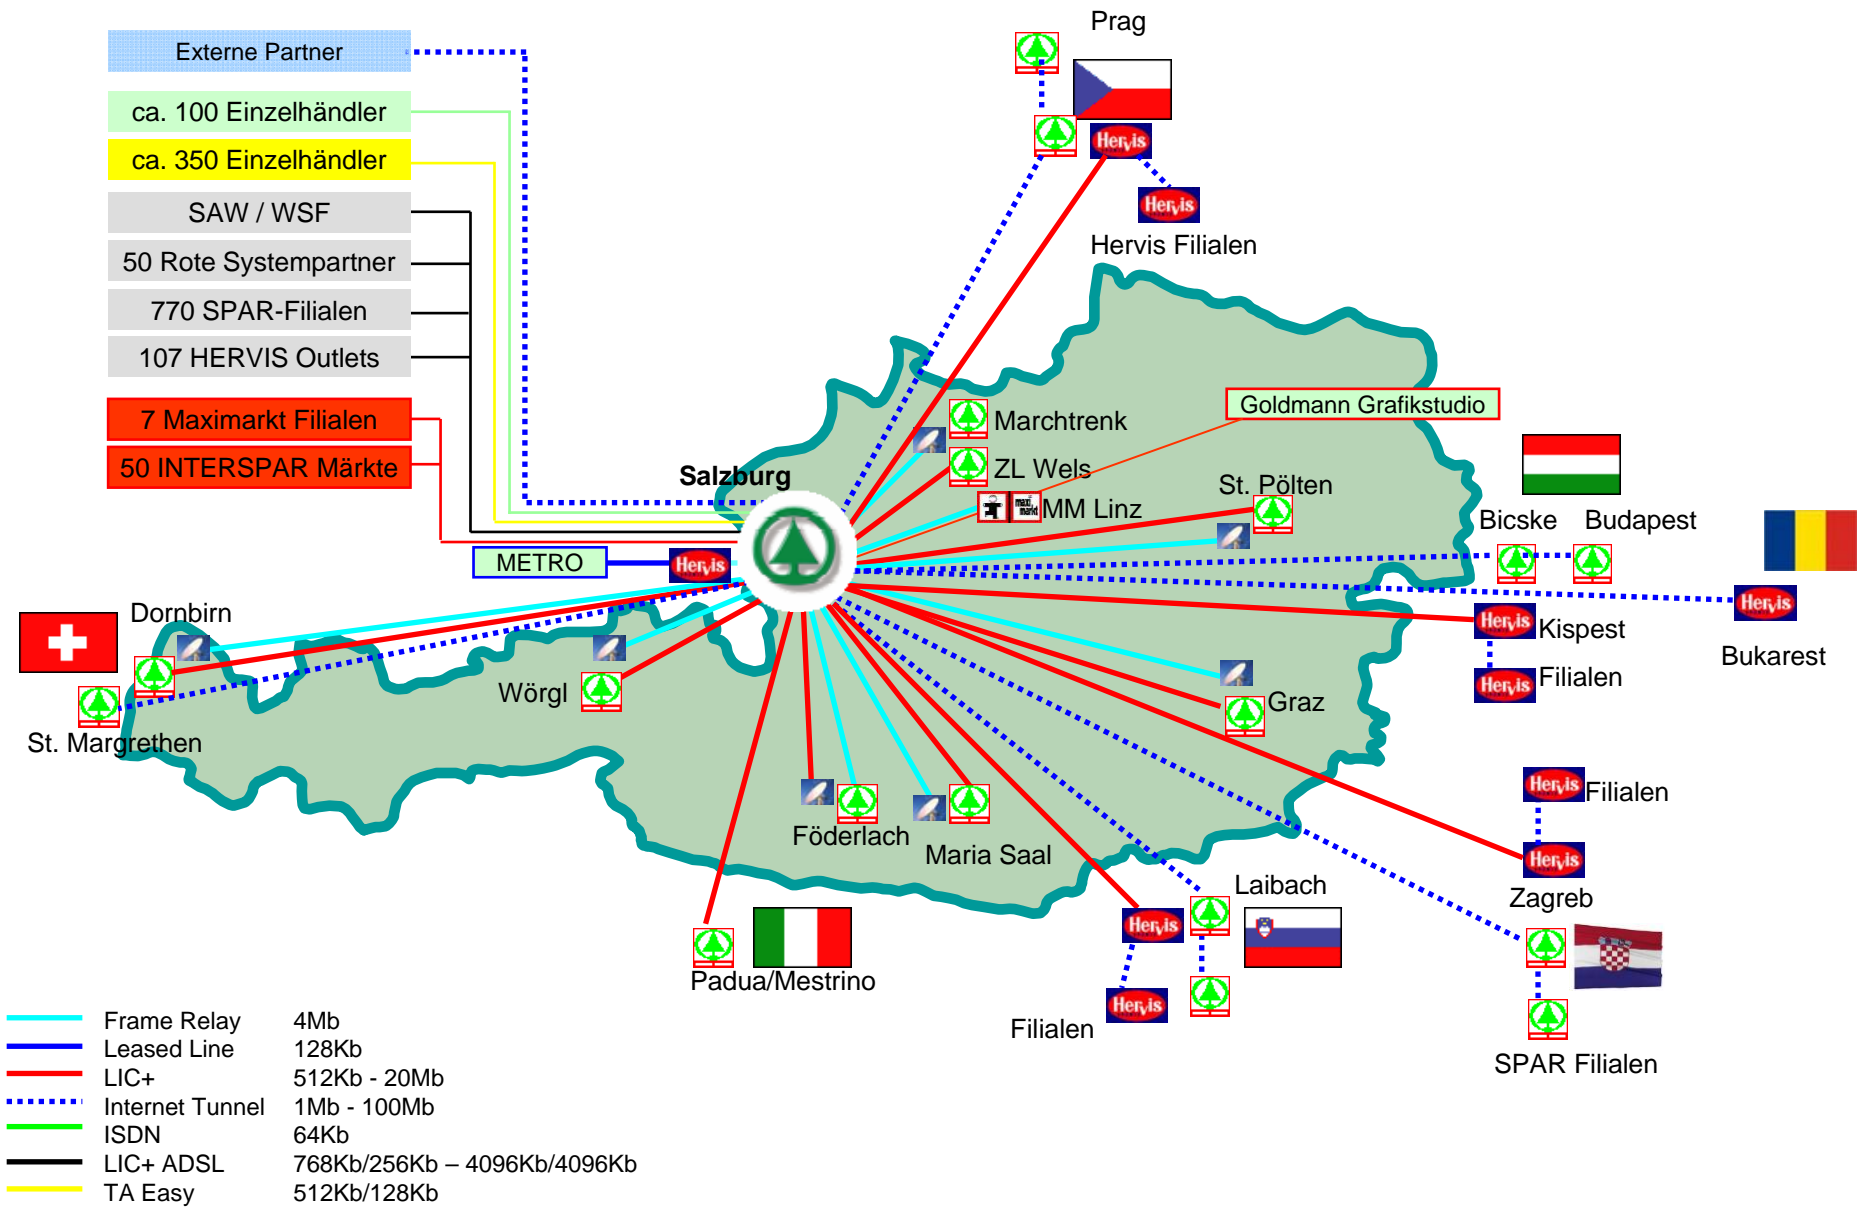 Prag
Externe Partner
ca. 100 Einzelhändler
ca. 350 Einzelhändler
SAW / WSF
50 Rote Systempartner
770 SPAR-Filialen
107 HERVIS Outlets
7 Maximarkt Filialen
50 INTERSPAR Märkte
Hervis
Hervis
Hervis Filialen
Goldmann Grafikstudio
Marchtrenk
ZL Wels
maxi markt
MM Linz
St. Pölten
Salzburg
METRO
Hervis
Bicske
Budapest
Hervis
Bukarest
Hervis
Kispest
Hervis
Filialen
Dornbirn
St. Margrethen
Wörgl
Graz
Föderlach
Maria Saal
Hervis
Filialen
Hervis
Zagreb
Laibach
Hervis
Hervis
Filialen
Padua/Mestrino
SPAR Filialen
Frame Relay 4Mb
Leased Line 128Kb
LIC+ 512Kb - 20Mb
Internet Tunnel 1Mb - 100Mb
ISDN 64Kb
LIC+ ADSL 768Kb/256Kb – 4096Kb/4096Kb
TA Easy 512Kb/128Kb